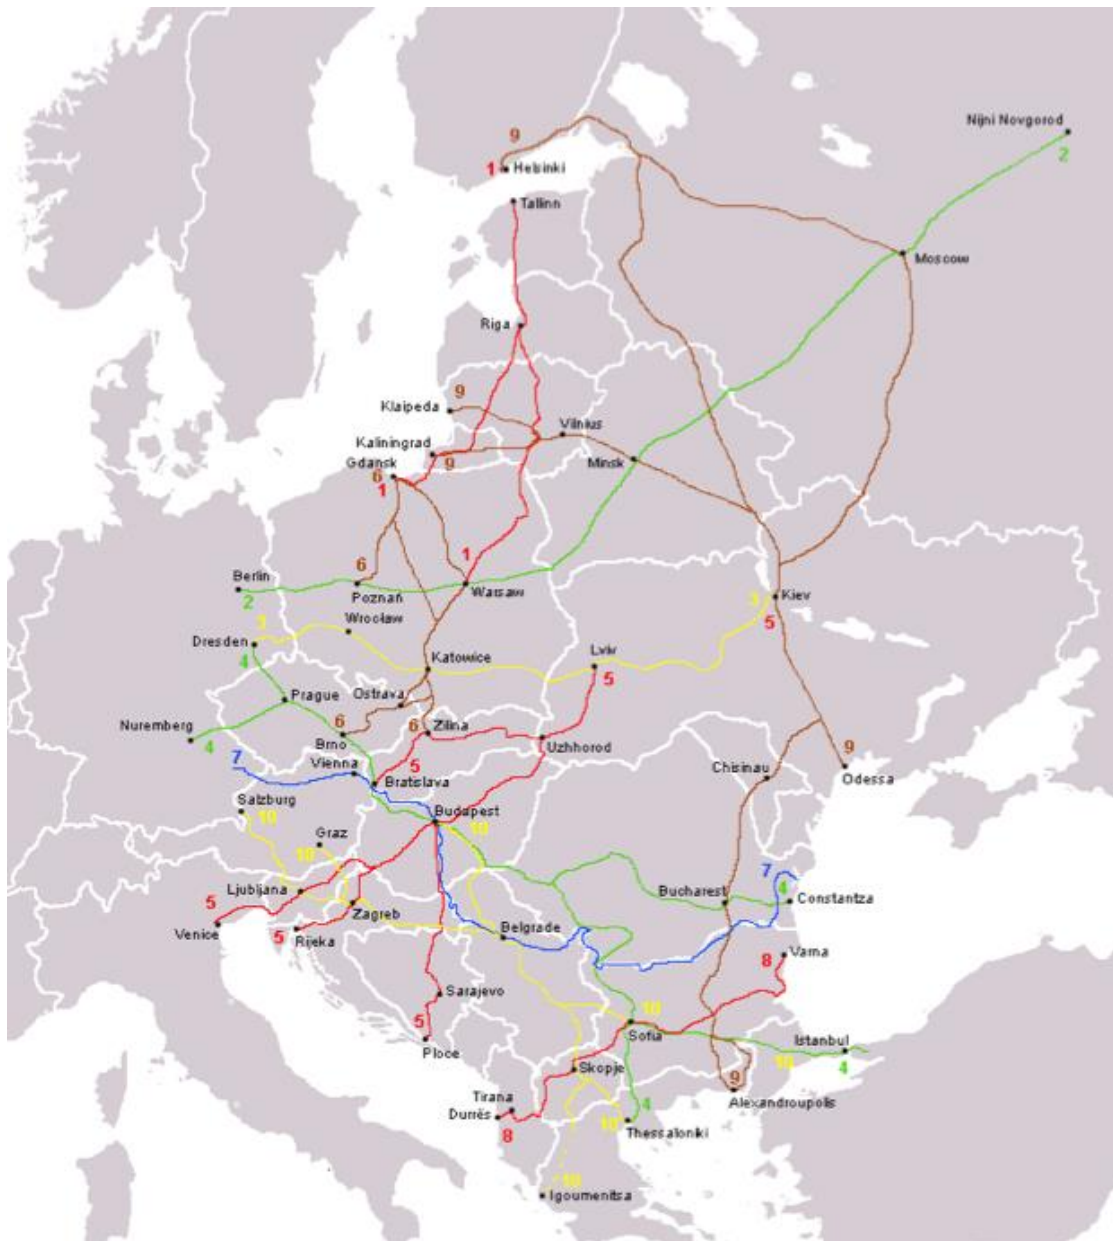 Nijni Novgorod
2
9
1
Helsinki
Tallinn
Moscow
Riga
9
Klaipeda
Vilnius
Kaliningrad
9
Gdansk
6
1
Minsk
1
6
Berlin
2
Poznań
Warsaw
3
Kiev
5
3
Wrocław
Dresden
4
Katowice
Lviv
5
Prague
Ostrava
Nuremberg
4
6
Brno
6
Zilina
Uzhhorod
7
Vienna
5
Bratislava
Chisinau
9
Odessa
Salzburg
10
Budapest
10
Graz
10
Ljubljana
5
Venice
Zagreb
5
Rijeka
Belgrade
Bucharest
7
4
Constantza
Varna
8
Sarajevo
5
Ploce
10
Sofia
Istanbul
10
4
Skopje
9
Alexandroupolis
Tirana
Durrës
8
10
4
Thessaloniki
10
Igoumenitsa